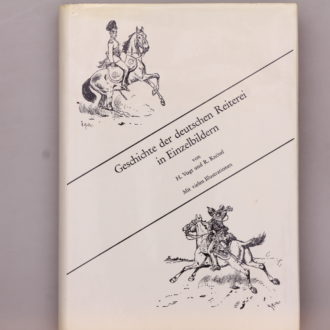 Geschichte der deutschen Reiterei
in Einzelbildern
von
H. Vogt und R. Knötel
Mit vielen Illustrationen